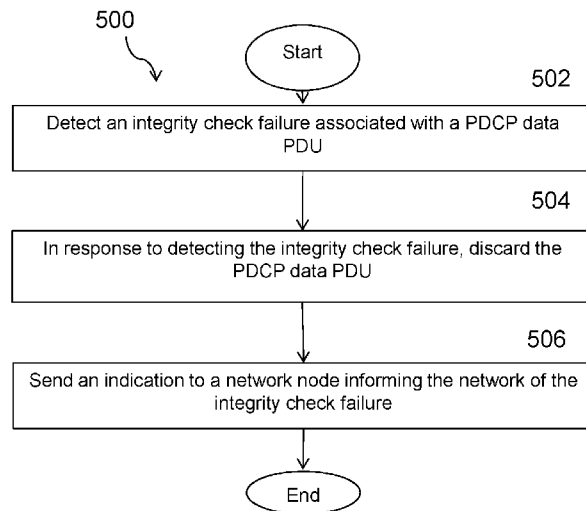 500
Start
502
Detect an integrity check failure associated with a PDCP data
PDU
504
In response to detecting the integrity check failure, discard the
PDCP data PDU
506
Send an indication to a network node informing the network of the
integrity check failure
End